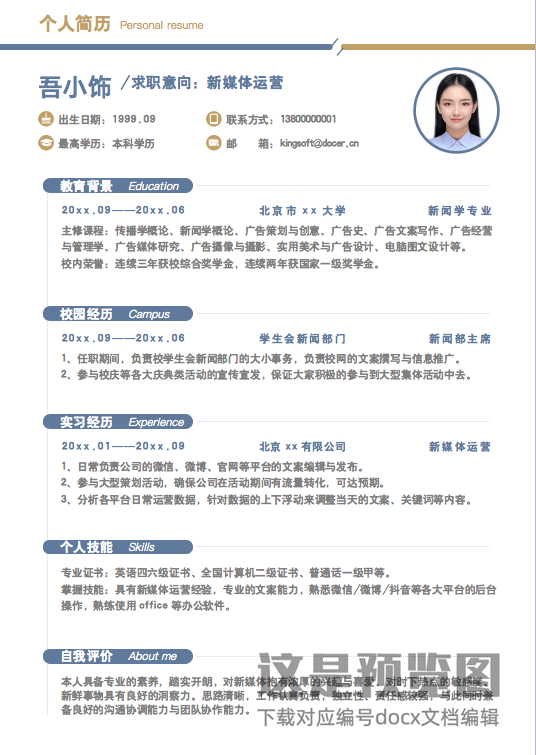 个人简历 Personal resume
吾小饰 /求职意向：新媒体运营
出生日期：1999.09 联系方式：13800000001
最高学历：本科学历 邮 箱：kingsoft@docer.cn
教育背景 Education
20xx.09——20xx.06 北京市 xx 大学 新闻学专业
主修课程：传播学概论、新闻学概论、广告策划与创意、广告史、广告文案写作、广告经营
与管理学、广告媒体研究、广告摄像与摄影、实用美术与广告设计、电脑图文设计等。
校内荣誉：连续三年获校综合奖学金，连续两年获国家一级奖学金。
校园经历 Campus
20xx.09——20xx.06 学生会新闻部门 新闻部主席
1、任职期间，负责校学生会新闻部门的大小事务，负责校网的文案撰写与信息推广。
2、参与校庆等各大庆典类活动的宣传宣发，保证大家积极的参与到大型集体活动中去。
实习经历 Experience
20xx.01——20xx.09 北京 xx 有限公司 新媒体运营
1、日常负责公司的微信、微博、官网等平台的文案编辑与发布。
2、参与大型策划活动，确保公司在活动期间有流量转化，可达预期。
3、分析各平台日常运营数据，针对数据的上下浮动来调整当天的文案、关键词等内容。
个人技能 Skills
专业证书：英语四六级证书、全国计算机二级证书、普通话一级甲等。
掌握技能：具有新媒体运营经验，专业的文案能力，熟悉微信/微博/抖音等各大平台的后台
操作，熟练使用 office 等办公软件。
自我评价 About me
本人具备专业的素养，踏实开朗，对新媒体抱有浓厚的兴趣与喜爱，对时下热点的敏感度、
新鲜事物具有良好的洞察力。思路清晰，工作认真负责，独立性、责任感较强，与此同时兼
备良好的沟通协调能力与团队协作能力。
这是预览图
下载对应编号docx文档编辑